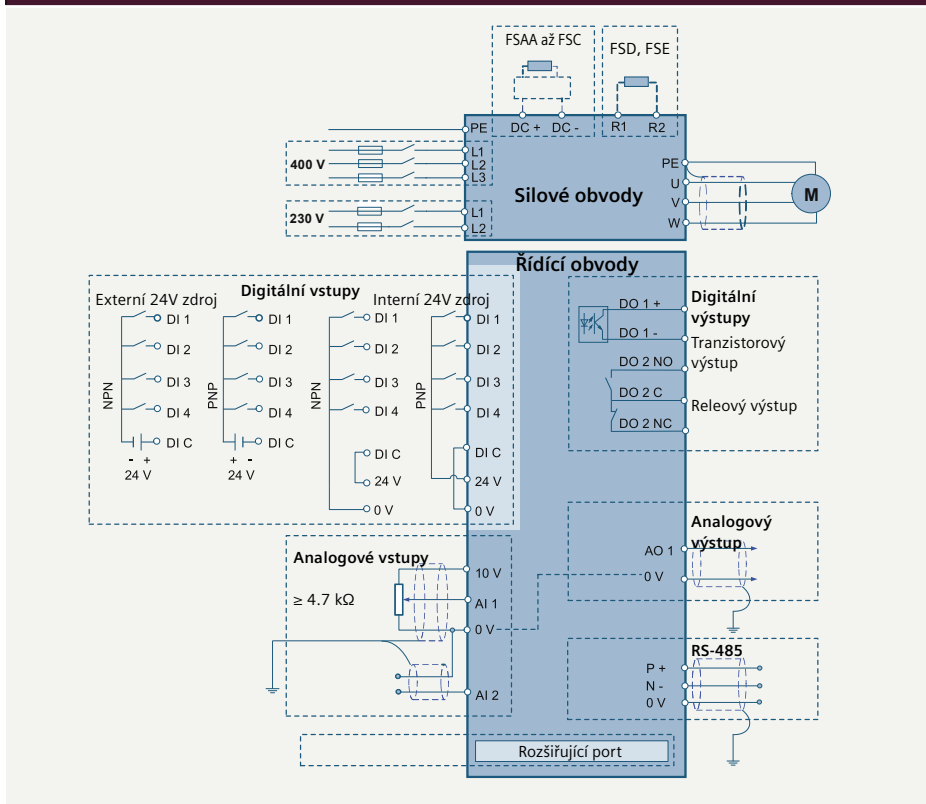 FSAA až FSC
FSD, FSE
PE
DC +
DC -
R1
R2
400 V
L1
L2
L3
230 V
L1
L2
Silové obvody
PE
U
V
W
M
Řídící obvody
Digitální vstupy
Externí 24V zdroj
Interní 24V zdroj
NPN
DI 1
DI 2
DI 3
DI 4
DI C
- +
24 V
PNP
DI 1
DI 2
DI 3
DI 4
DI C
+ -
24 V
NPN
DI 1
DI 2
DI 3
DI 4
DI C
24 V
0 V
PNP
DI 1
DI 2
DI 3
DI 4
DI C
24 V
0 V
DO 1 +
DO 1 -
DO 2 NO
DO 2 C
DO 2 NC
Digitální
výstupy
Tranzistorový
výstup
Releový výstup
Analogové vstupy
≥ 4.7 kΩ
10 V
AI 1
0 V
AI 2
Analogový
výstup
AO 1
0 V
RS-485
P +
N -
0 V
Rozšiřující port